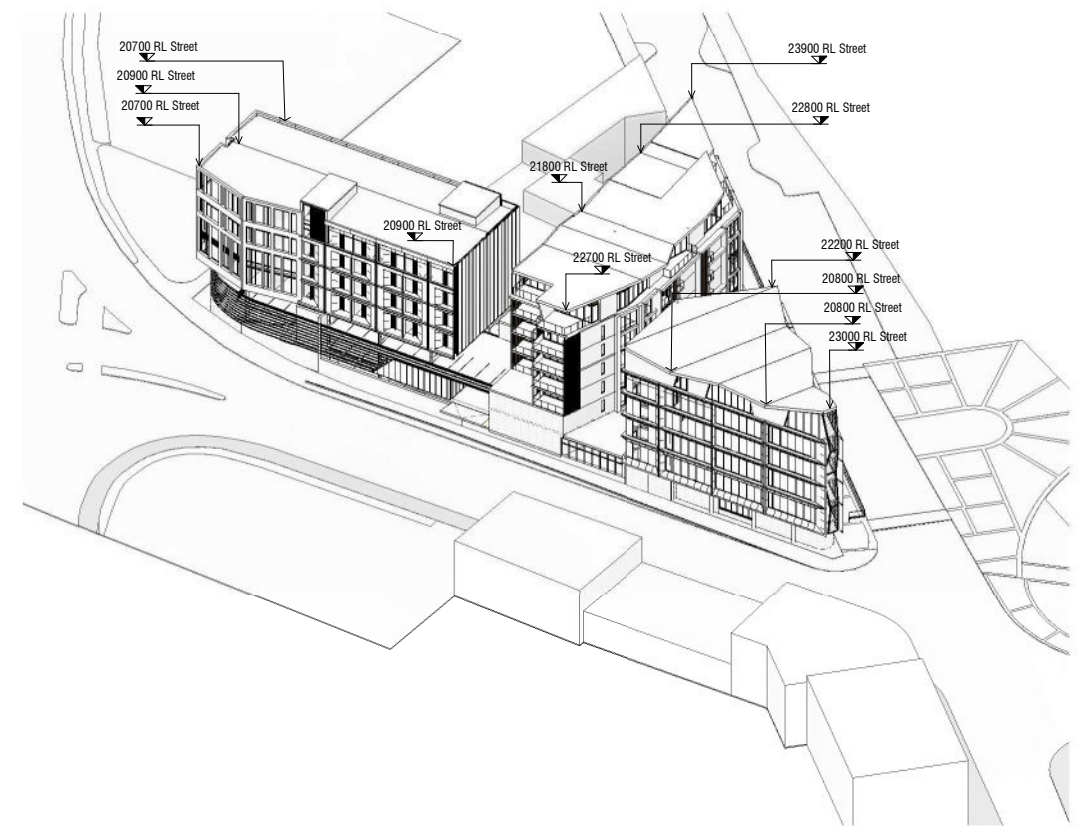 20700 RL Street
20900 RL Street
20700 RL Street
23900 RL Street
22800 RL Street
21800 RL Street
20900 RL Street
22700 RL Street
22200 RL Street
20800 RL Street
20800 RL Street
23000 RL Street